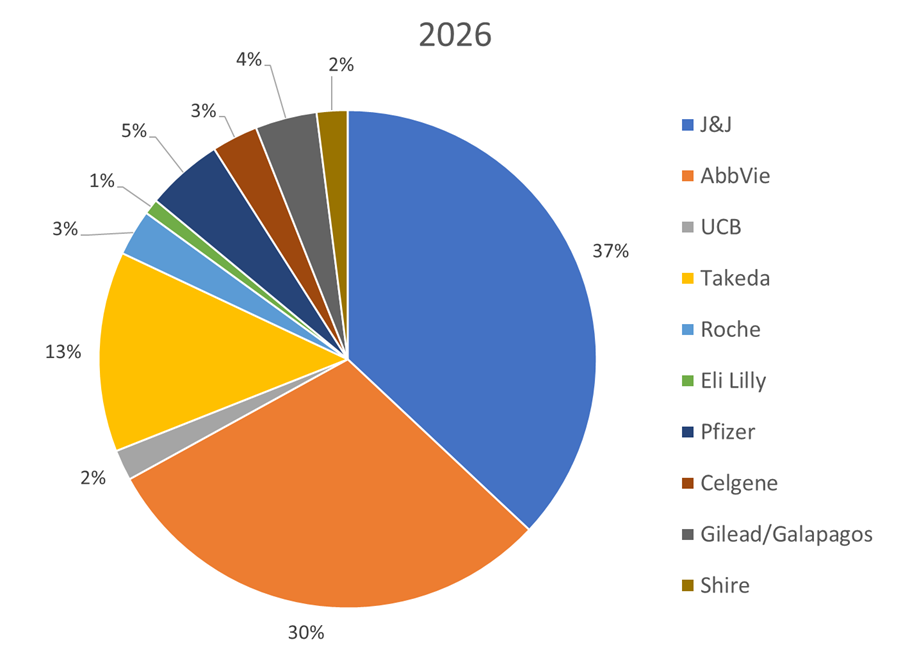 2026
37%
30%
2%
13%
3%
1%
5%
3%
4%
2%
J&J
AbbVie
UCB
Takeda
Roche
Eli Lilly
Pfizer
Celgene
Gilead/Galapagos
Shire